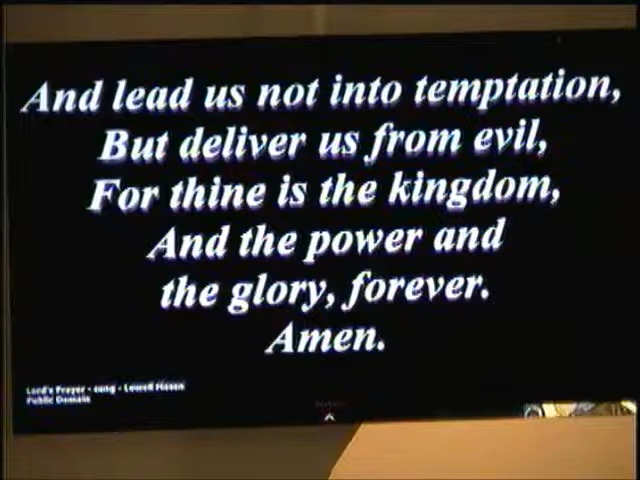 And lead us not into temptation,
But deliver us from evil,
For thine is the kingdom,
And the power and
the glory, forever.
Amen.
Lord's Prayer - sung - Lowell Mason
Public Domain